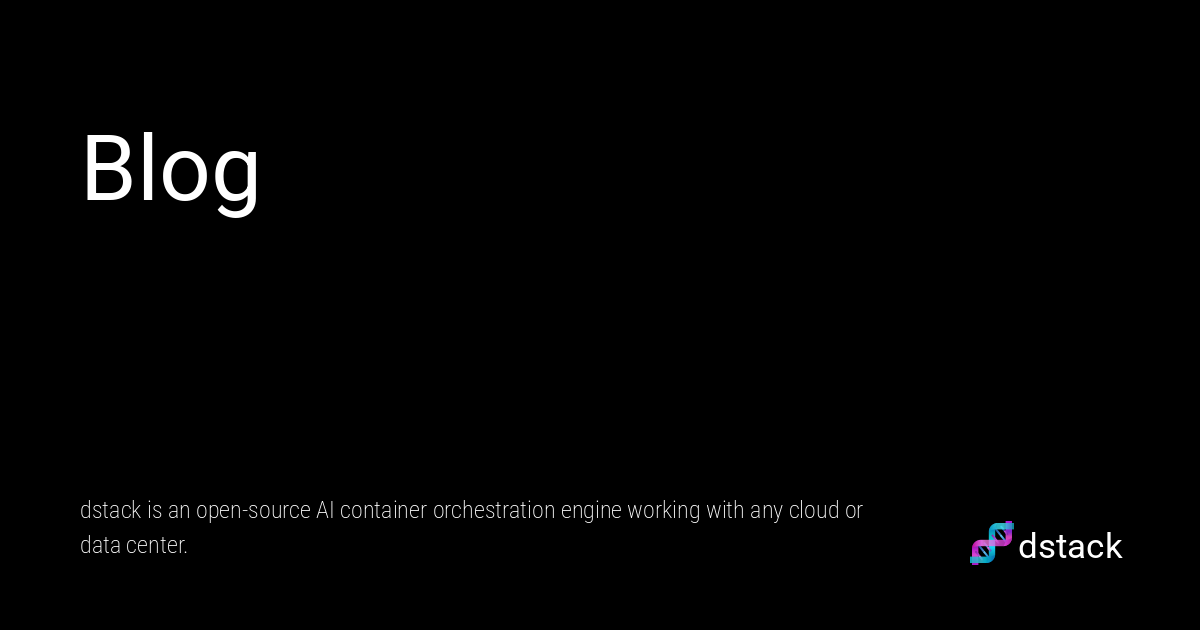 Blog
dstack is an open-source AI container orchestration engine working with any cloud or
data center.
dstack